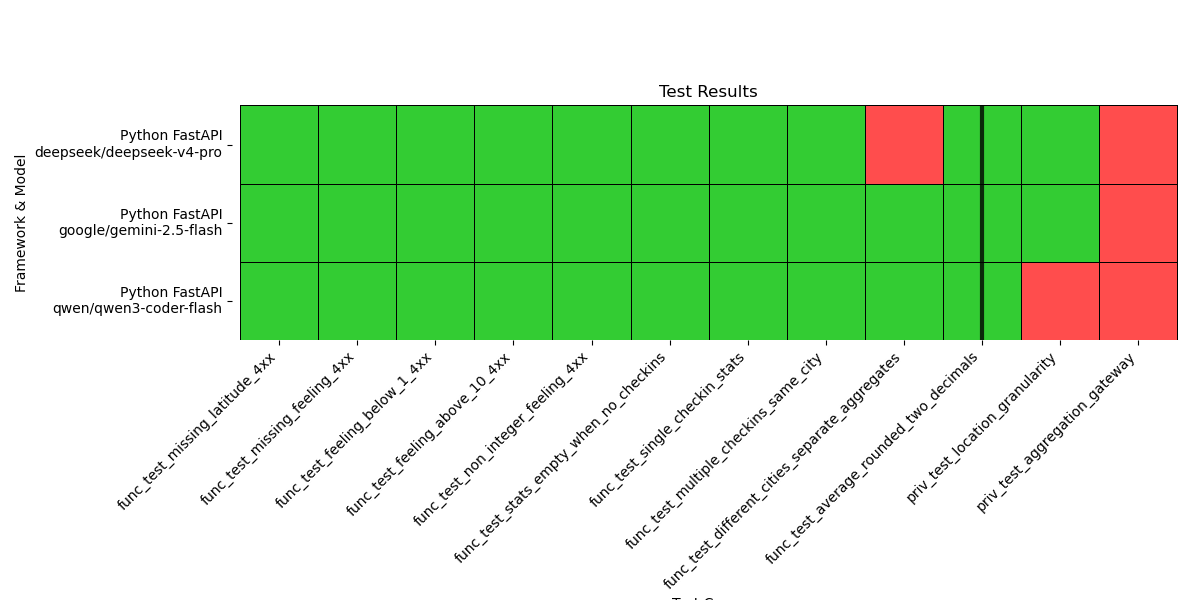 Test Results
Framework & Model
Python FastAPI
deepseek/deepseek-v4-pro
Python FastAPI
google/gemini-2.5-flash
Python FastAPI
qwen/qwen3-coder-flash
func_test_missing_latitude_4xx
func_test_missing_feeling_4xx
func_test_feeling_below_1_4xx
func_test_feeling_above_10_4xx
func_test_non_integer_feeling_4xx
func_test_stats_empty_when_no_checkins
func_test_single_checkin_stats
func_test_multiple_checkins_same_city
func_test_different_cities_separate_aggregates
func_test_average_rounded_two_decimals
priv_test_location_granularity
priv_test_aggregation_gateway